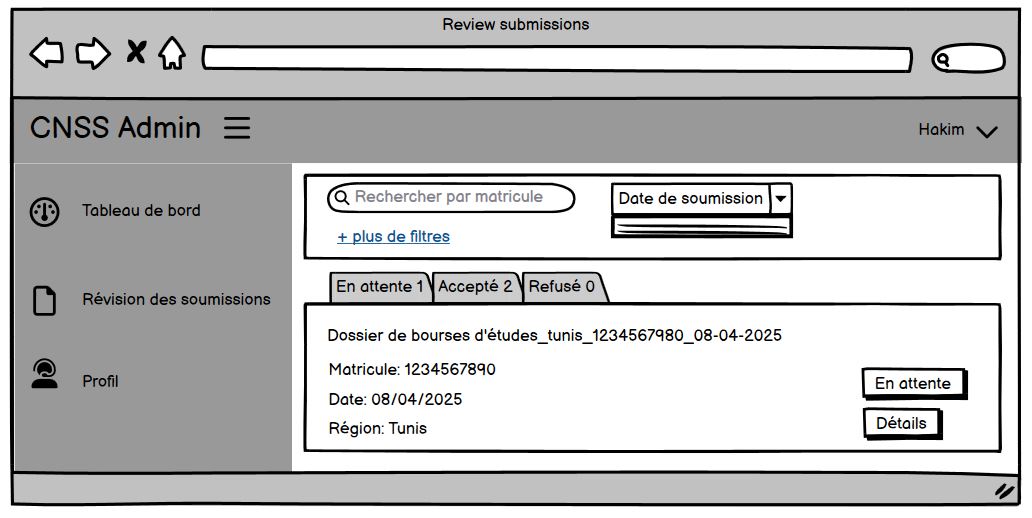 Review submissions
CNSS Admin
Hakim
Tableau de bord
Révision des soumissions
Profil
Rechercher par matricule
Date de soumission
+ plus de filtres
En attente 1
Accepté 2
Refusé 0
Dossier de bourses d'études_tunis_1234567980_08-04-2025
Matricule: 1234567890
Date: 08/04/2025
Région: Tunis
En attente
Détails